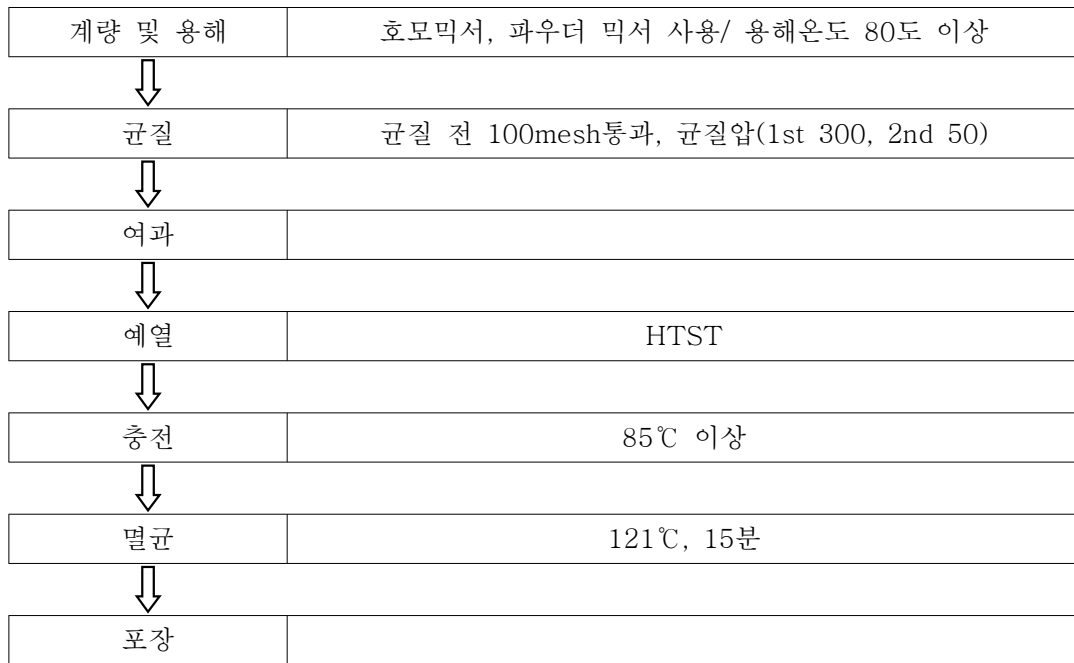 계량 및 용해 호모믹서, 파우더 믹서 사용/ 용해온도 80도 이상
균질 균질 전 100mesh통과, 균질압(1st 300, 2nd 50)
여과
예열 HTST
충전 85℃ 이상
멸균 121℃, 15분
포장